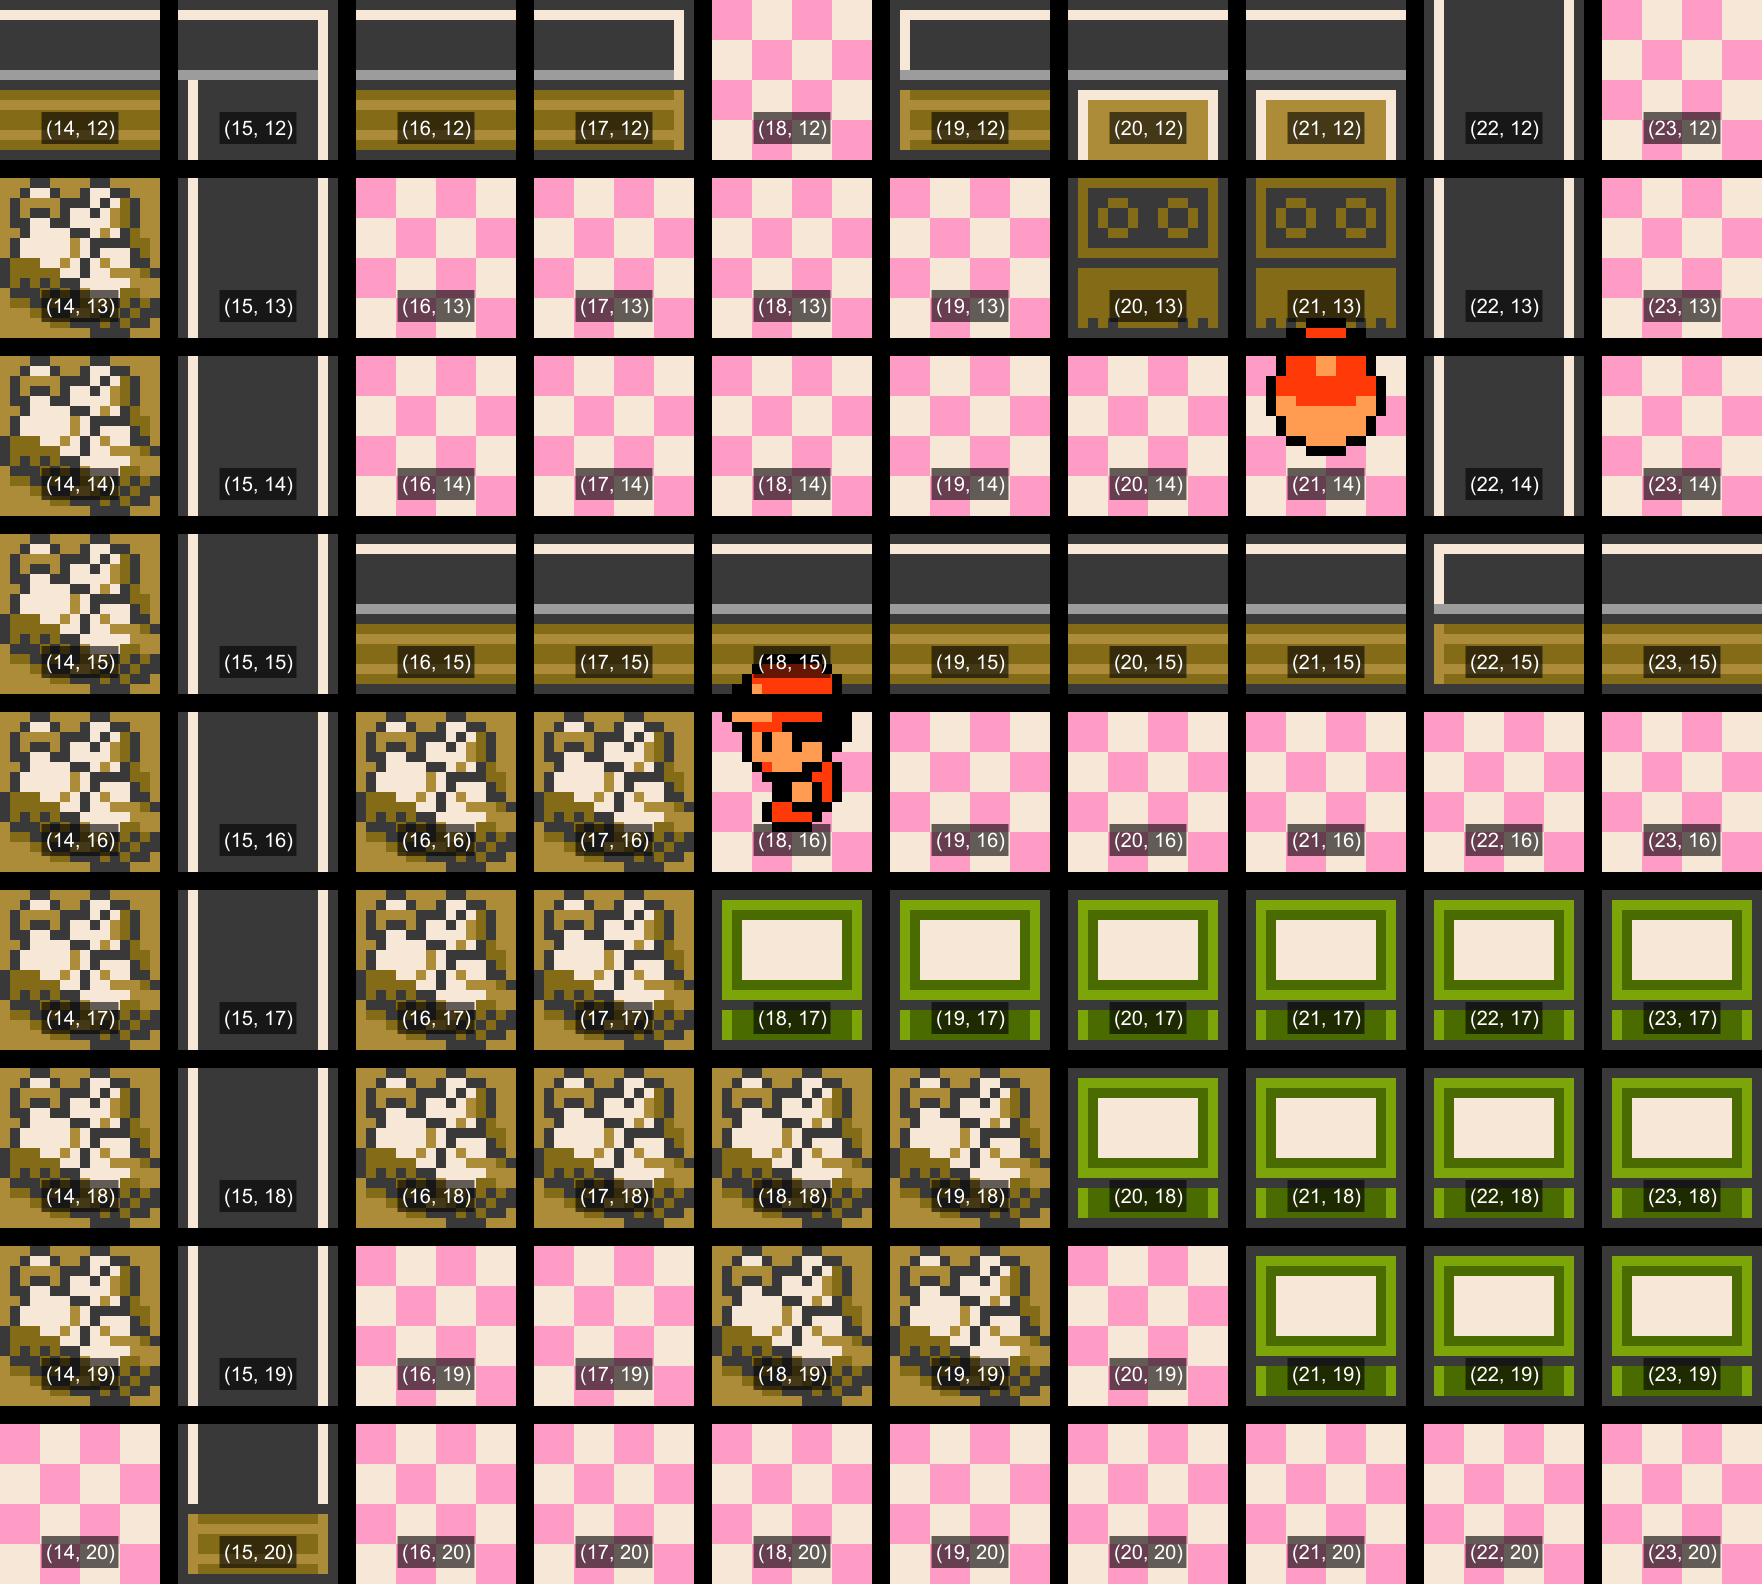 (14, 12) (15, 12) (16, 12) (17, 12) (18, 12) (19, 12) (20, 12) (21, 12) (22, 12) (23, 12)
(14, 13) (15, 13) (16, 13) (17, 13) (18, 13) (19, 13) (20, 13) (21, 13) (22, 13) (23, 13)
(14, 14) (15, 14) (16, 14) (17, 14) (18, 14) (19, 14) (20, 14) (21, 14) (22, 14) (23, 14)
(14, 15) (15, 15) (16, 15) (17, 15) (18, 15) (19, 15) (20, 15) (21, 15) (22, 15) (23, 15)
(14, 16) (15, 16) (16, 16) (17, 16) (18, 16) (19, 16) (20, 16) (21, 16) (22, 16) (23, 16)
(14, 17) (15, 17) (16, 17) (17, 17) (18, 17) (19, 17) (20, 17) (21, 17) (22, 17) (23, 17)
(14, 18) (15, 18) (16, 18) (17, 18) (18, 18) (19, 18) (20, 18) (21, 18) (22, 18) (23, 18)
(14, 19) (15, 19) (16, 19) (17, 19) (18, 19) (19, 19) (20, 19) (21, 19) (22, 19) (23, 19)
(14, 20) (15, 20) (16, 20) (17, 20) (18, 20) (19, 20) (20, 20) (21, 20) (22, 20) (23, 20)